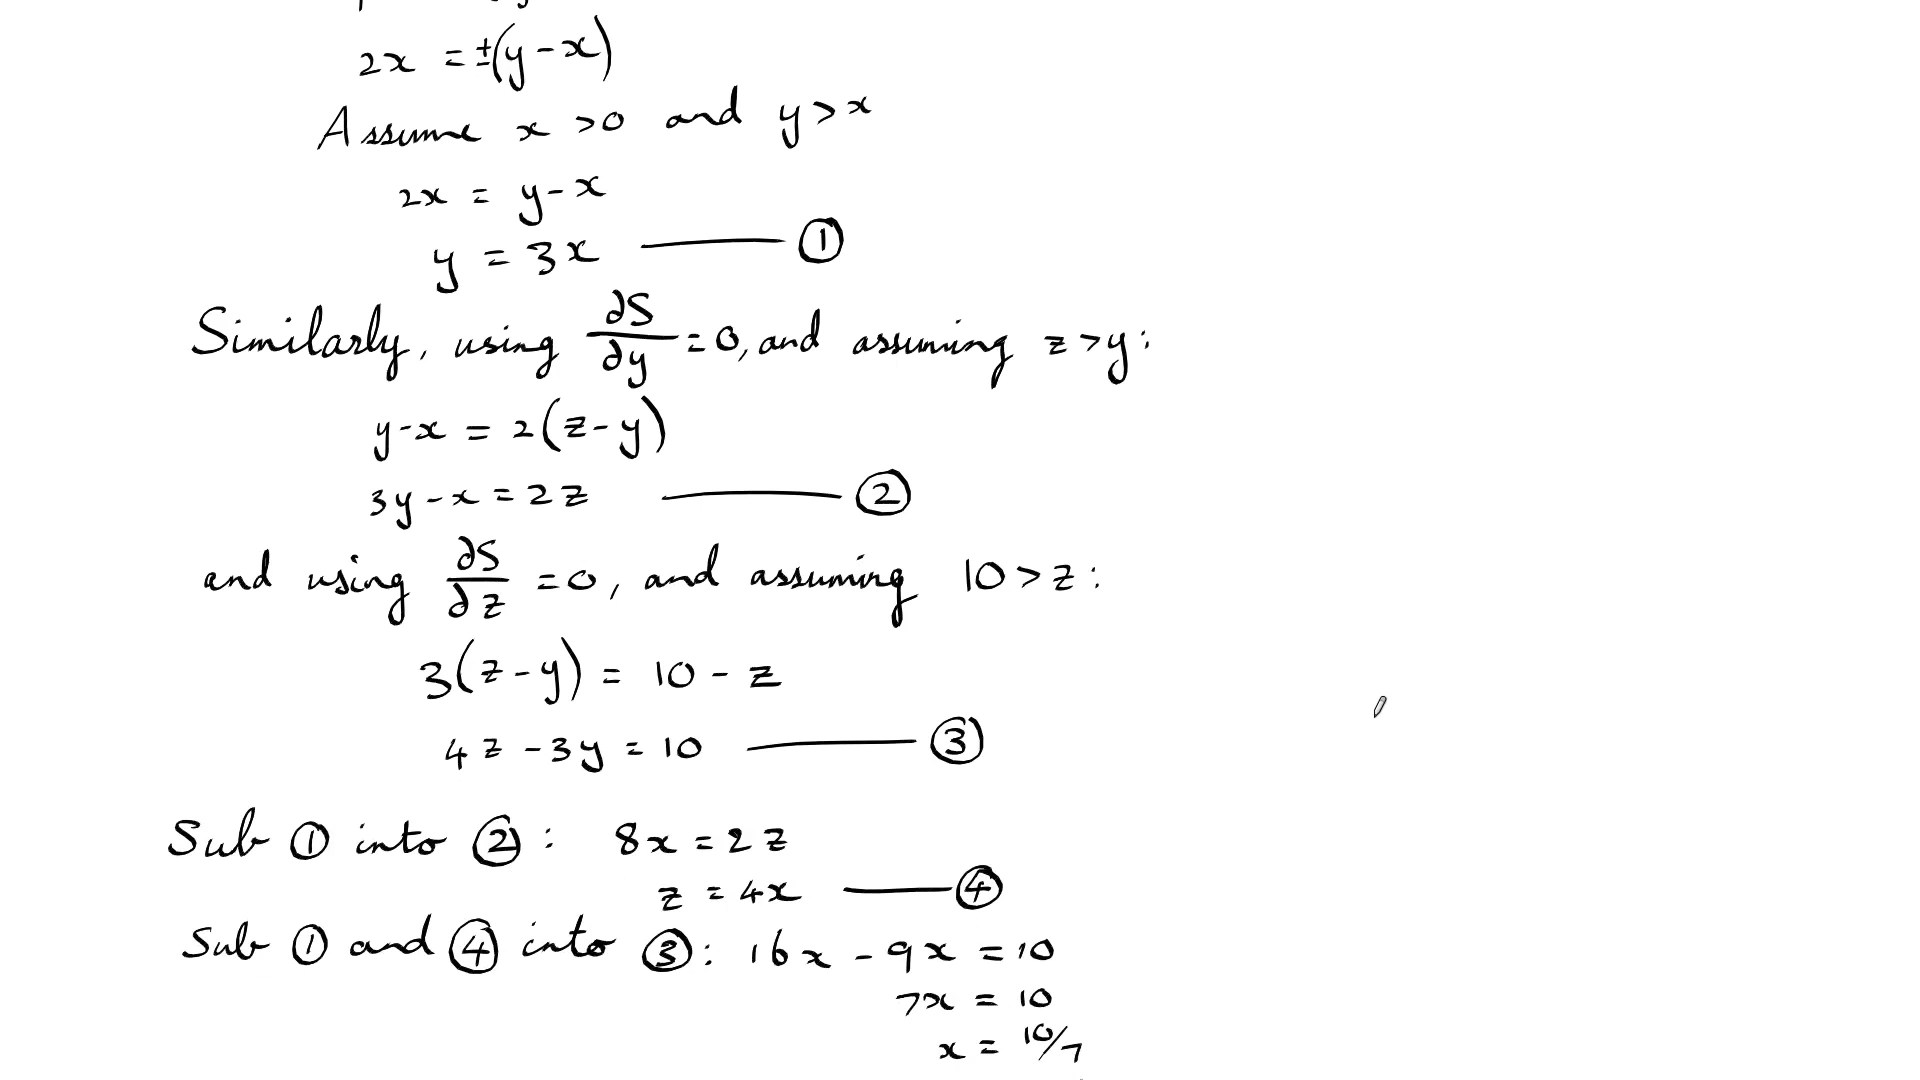 2x = ±(y-x)
Assume x > 0 and y > x
2x = y-x
y = 3x ——— ①
Similarly, using ∂S/∂y = 0, and assuming z > y:
y-x = 2(z-y)
3y-x = 2z ——— ②
and using ∂S/∂z = 0, and assuming 10 > z:
3(z-y) = 10 - z
4z - 3y = 10 ——— ③
Sub ① into ②: 8x = 2z
z = 4x ——— ④
Sub ① and ④ into ③: 16x - 9x = 10
7x = 10
x = 10/7